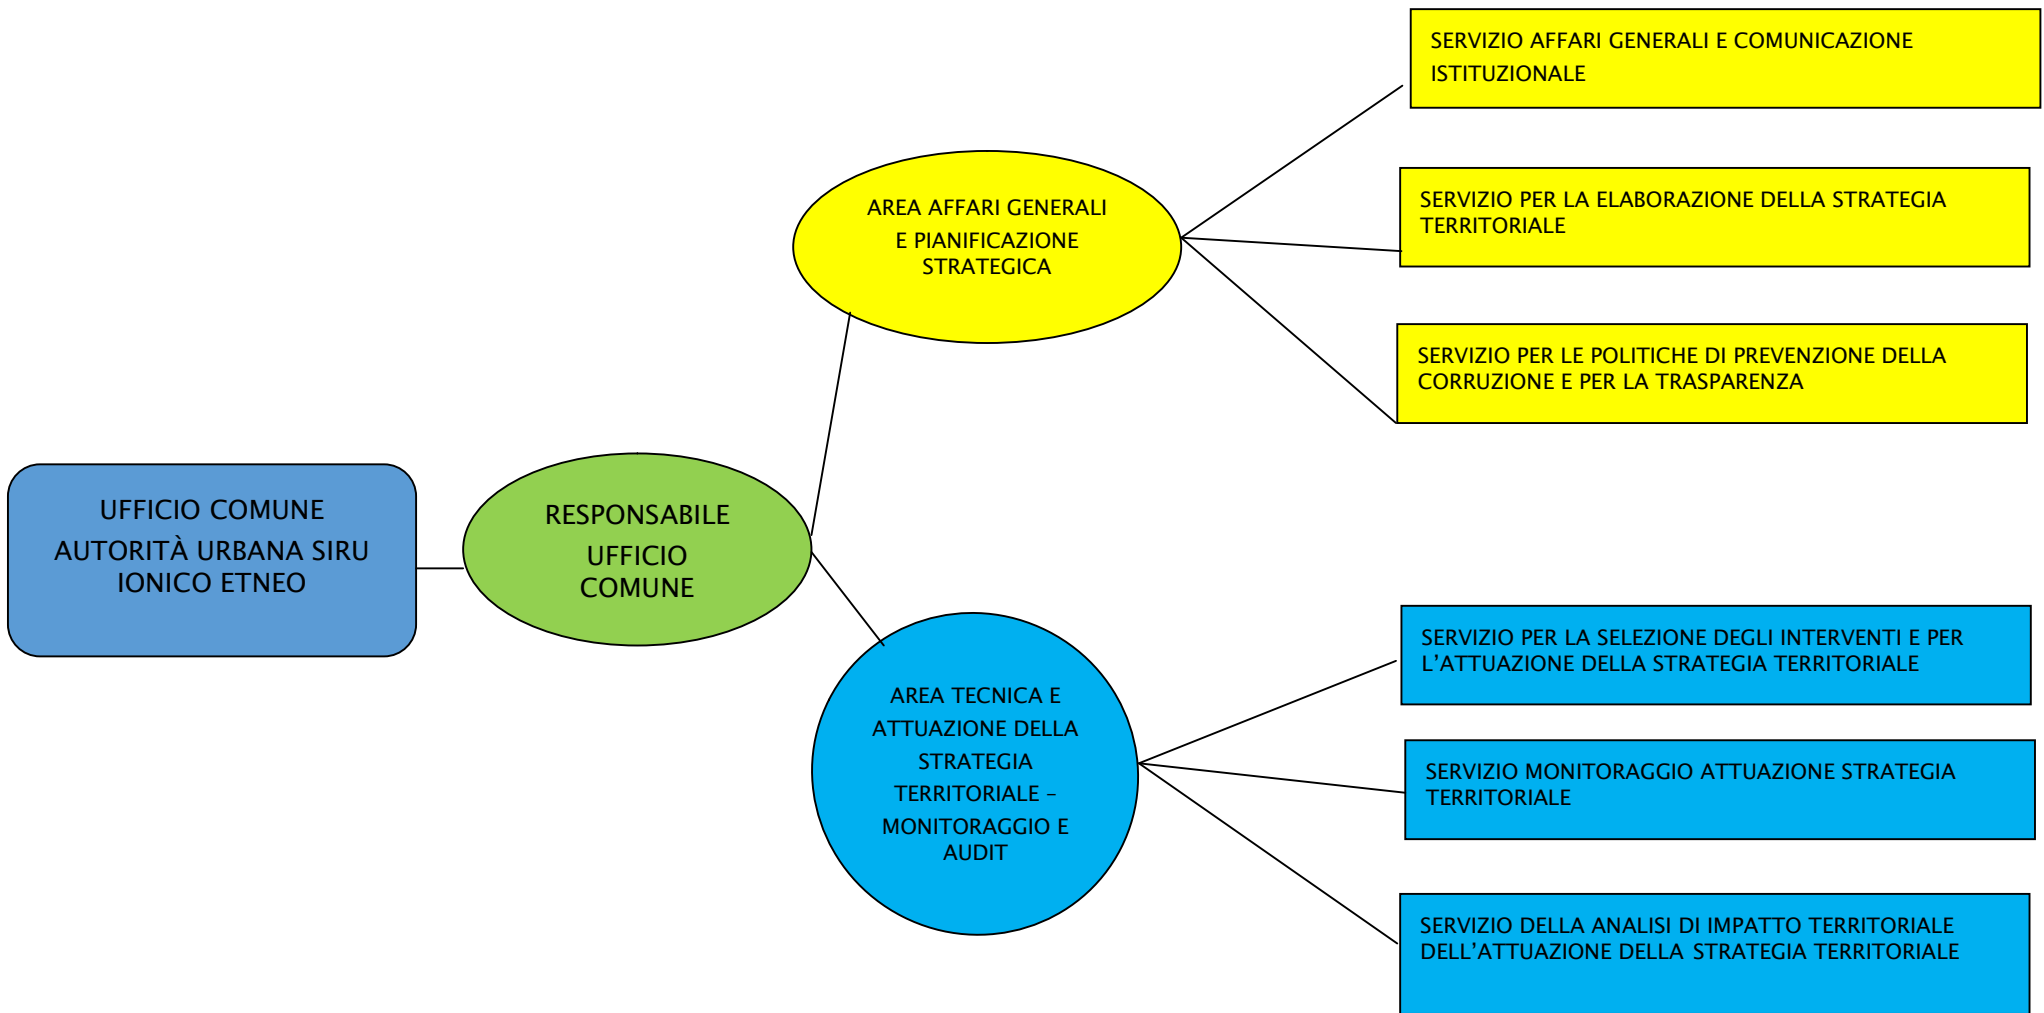 SERVIZIO AFFARI GENERALI E COMUNICAZIONE
ISTITUZIONALE
AREA AFFARI GENERALI
E PIANIFICAZIONE
STRATEGICA
SERVIZIO PER LA ELABORAZIONE DELLA STRATEGIA
TERRITORIALE
SERVIZIO PER LE POLITICHE DI PREVENZIONE DELLA
CORRUZIONE E PER LA TRASPARENZA
UFFICIO COMUNE
AUTORITÀ URBANA SIRU
IONICO ETNEO
RESPONSABILE
UFFICIO
COMUNE
AREA TECNICA E
ATTUAZIONE DELLA
STRATEGIA
TERRITORIALE –
MONITORAGGIO E
AUDIT
SERVIZIO PER LA SELEZIONE DEGLI INTERVENTI E PER
L’ATTUAZIONE DELLA STRATEGIA TERRITORIALE
SERVIZIO MONITORAGGIO ATTUAZIONE STRATEGIA
TERRITORIALE
SERVIZIO DELLA ANALISI DI IMPATTO TERRITORIALE
DELL’ATTUAZIONE DELLA STRATEGIA TERRITORIALE